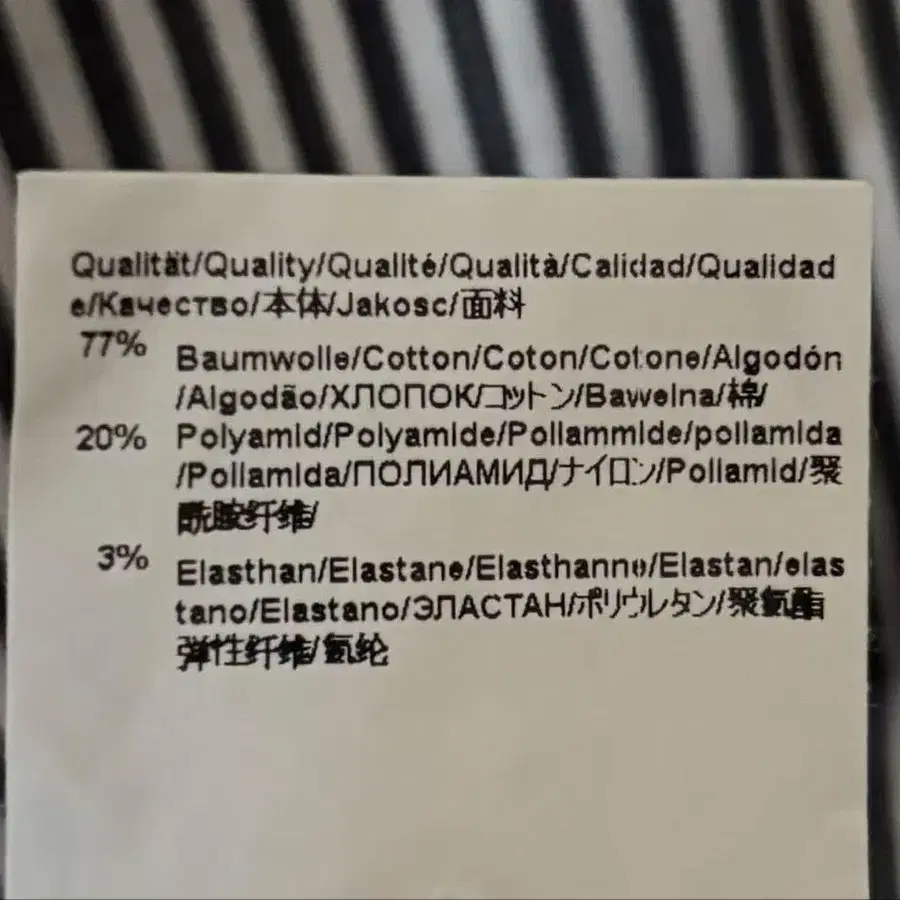 Qualität/Quality/Qualité/Qualità/Calidad/Qualidad
e/Качество/本体/Jakosc/面料
77% Baumwolle/Cotton/Coton/Cotone/Algodón
/Algodão/ХЛОПОК/コットン/Bawelna/棉/
20% Polyamid/Polyamide/Poliammide/poliamida
/Poliamida/ПОЛИАМИД/ナイロン/Poliamid/聚
酰胺纤维/
3% Elasthan/Elastane/Elasthanne/Elastan/elas
tano/Elastano/ЭЛАСТАН/ポリウレタン/聚氨酯
弹性纤维/氨纶